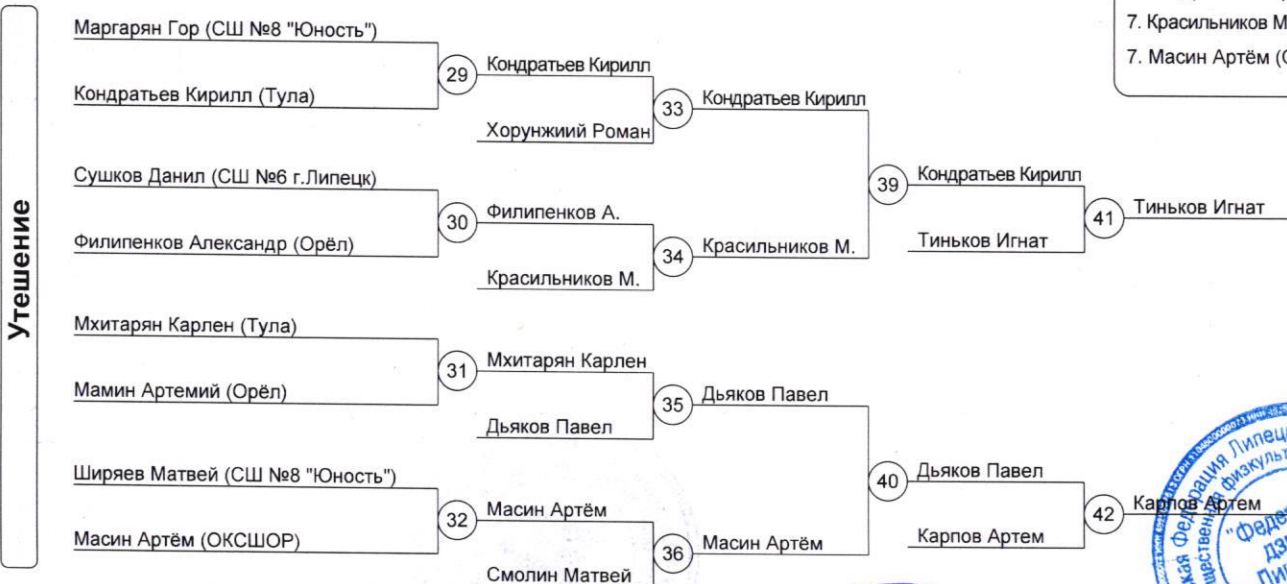 7. Красильников М
7. Масин Артём (
Утешение
Маргарян Гор (СШ №8 "Юность")
Кондратьев Кирилл (Тула)
29
Кондратьев Кирилл
Хорунжиий Роман
33
Кондратьев Кирилл
Сушков Данил (СШ №6 г.Липецк)
Филипенков Александр (Орёл)
30
Филипенков А.
Красильников М.
34
Красильников М.
39
Кондратьев Кирилл
Тиньков Игнат
41
Тиньков Игнат
Мхитарян Карлен (Тула)
Мамин Артемий (Орёл)
31
Мхитарян Карлен
Дьяков Павел
35
Дьяков Павел
Ширяев Матвей (СШ №8 "Юность")
Масин Артём (ОКСШОР)
32
Масин Артём
Смолин Матвей
36
Масин Артём
40
Дьяков Павел
Карпов Артем
42
Карпов Артем